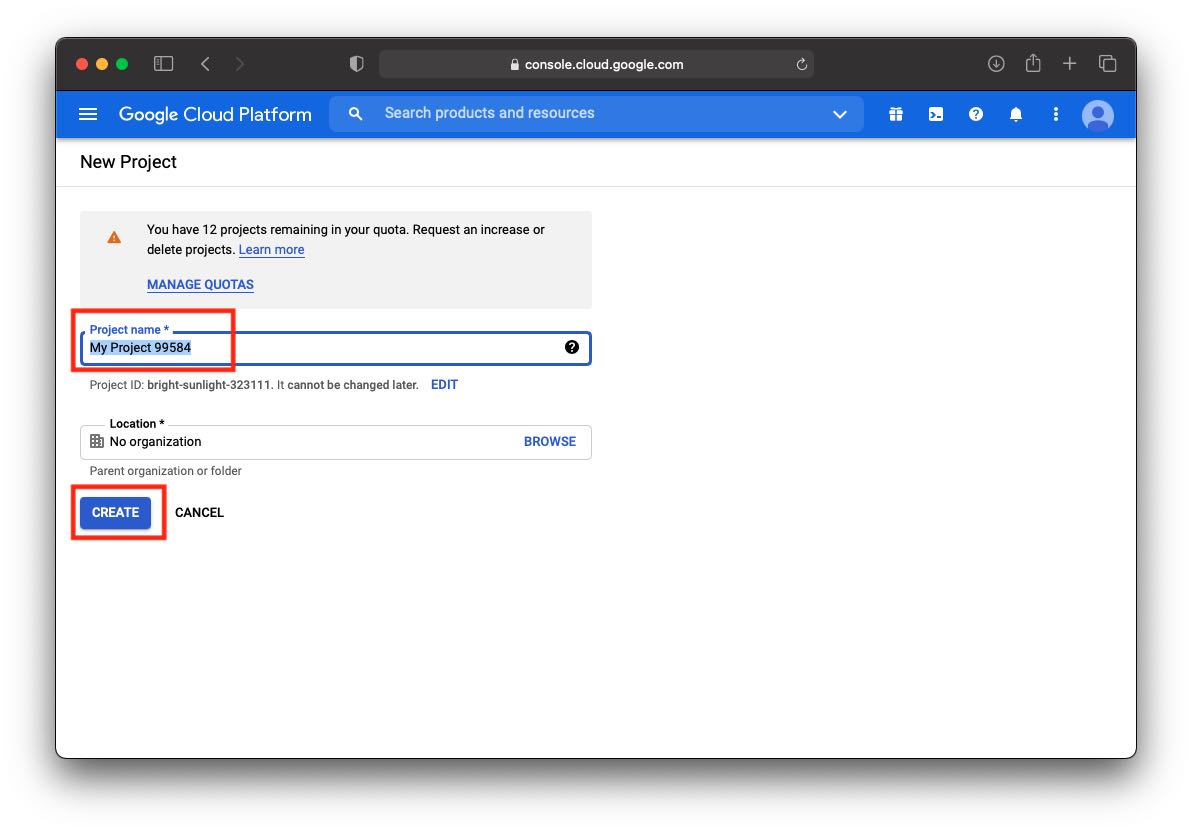 console.cloud.google.com
Google Cloud Platform
Search products and resources
New Project
You have 12 projects remaining in your quota. Request an increase or
delete projects. Learn more
MANAGE QUOTAS
Project name *
My Project 99584
Project ID: bright-sunlight-323111. It cannot be changed later. EDIT
Location *
No organization BROWSE
Parent organization or folder
CREATE CANCEL